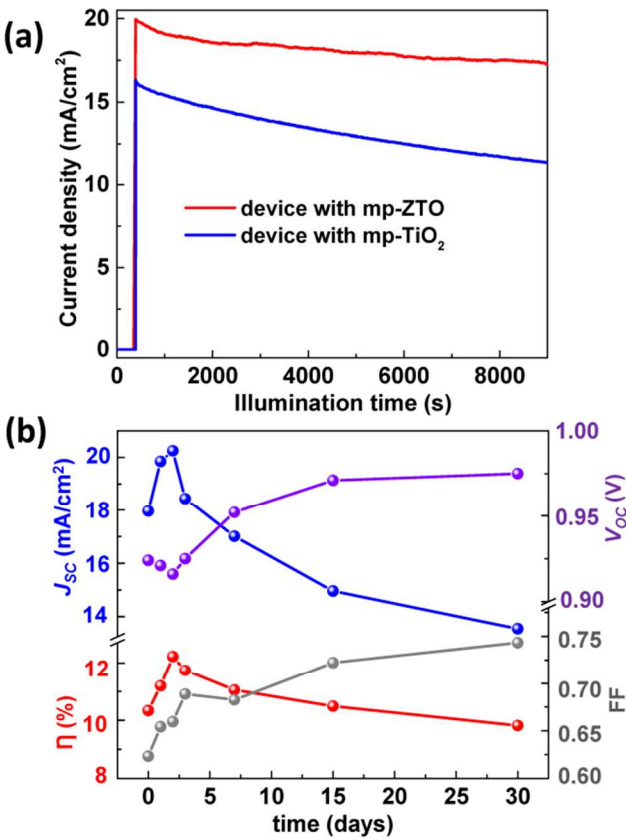 (a)
20
15
10
5
0
Current density (mA/cm²)
device with mp-ZTO
device with mp-TiO₂
0 2000 4000 6000 8000
Illumination time (s)
(b)
20
18
16
14
J_SC (mA/cm²)
1.00
0.95
0.90
V_OC (V)
12
10
8
η (%)
0.75
0.70
0.65
0.60
FF
0 5 10 15 20 25 30
time (days)